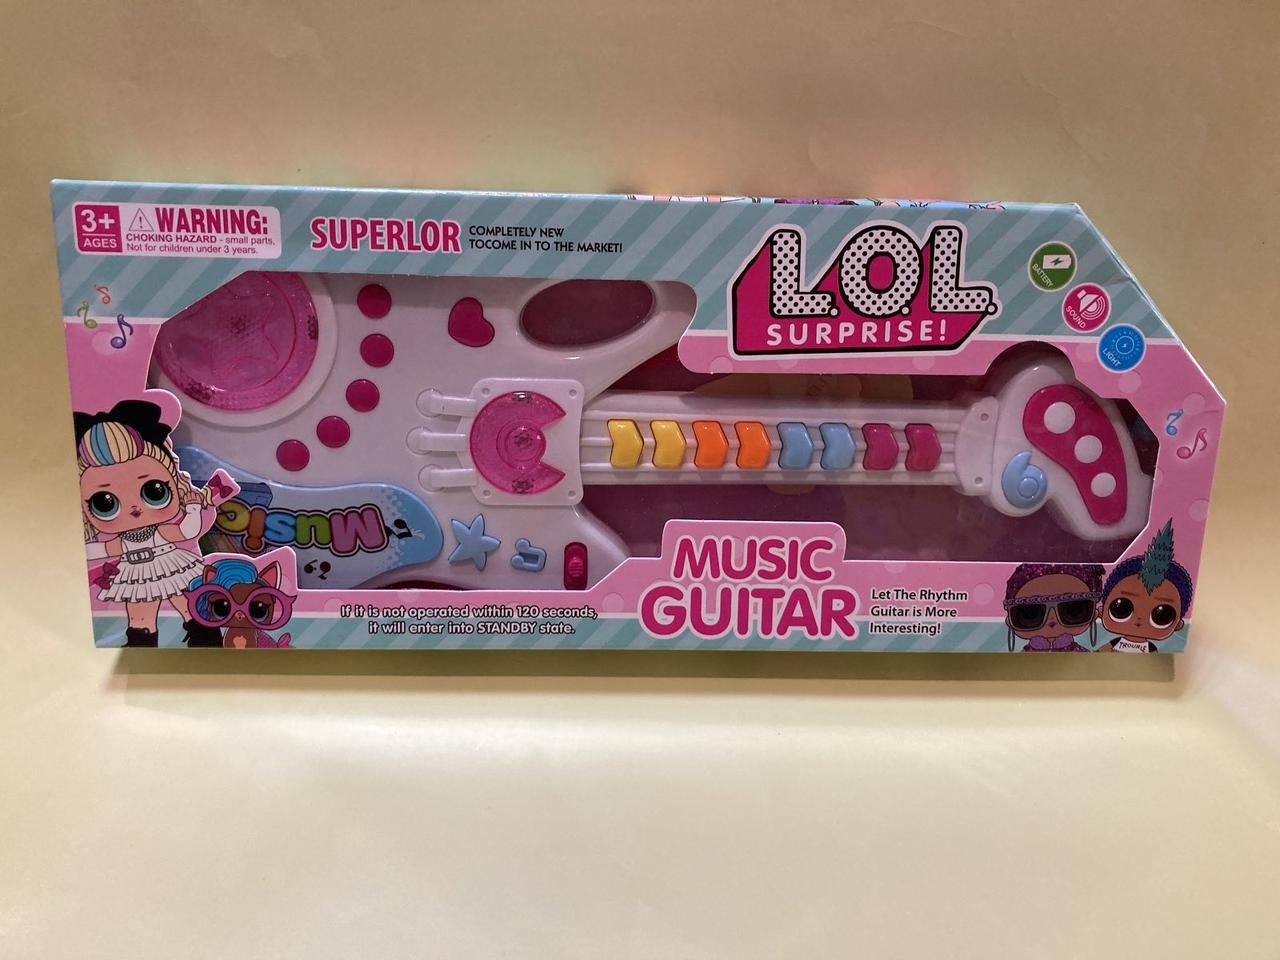 3+
AGES
WARNING:
CHOKING HAZARD - small parts,
Not for children under 3 years.
SUPERLOR
COMPLETELY NEW
TOCOME IN TO THE MARKET!
L.O.L.
SURPRISE!
BATTERY
SOUND
LIGHT
Music
MUSIC
GUITAR
Let The Rhythm
Guitar is More
Interesting!
If it is not operated within 120 seconds,
it will enter into STANDBY state.
TROUBLE